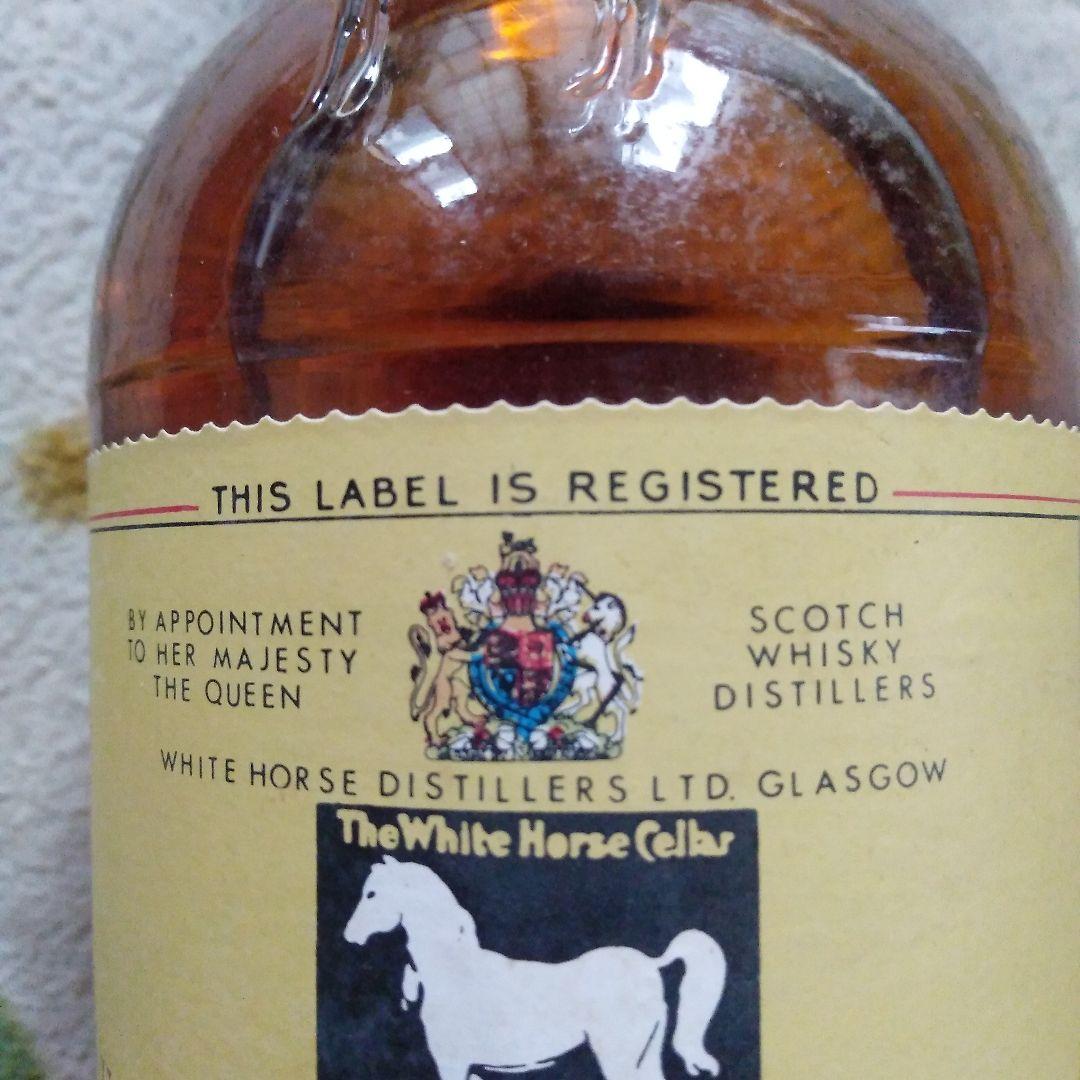 THIS LABEL IS REGISTERED
BY APPOINTMENT
TO HER MAJESTY
THE QUEEN
SCOTCH
WHISKY
DISTILLERS
WHITE HORSE DISTILLERS LTD. GLASGOW
The White Horse Cellar